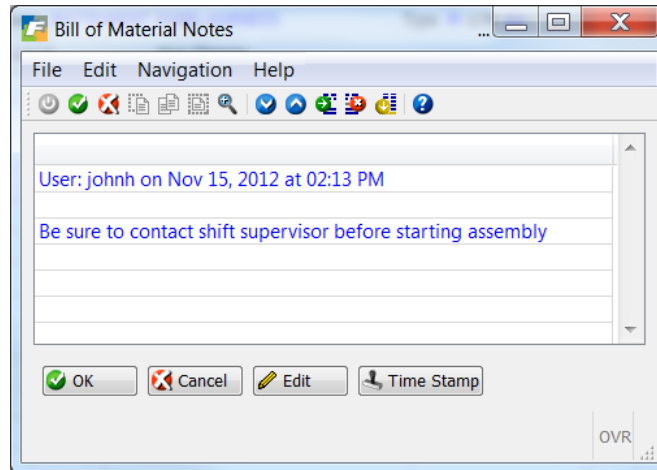 Bill of Material Notes
...
File Edit Navigation Help
User: johnh on Nov 15, 2012 at 02:13 PM
Be sure to contact shift supervisor before starting assembly
OK Cancel Edit Time Stamp
OVR